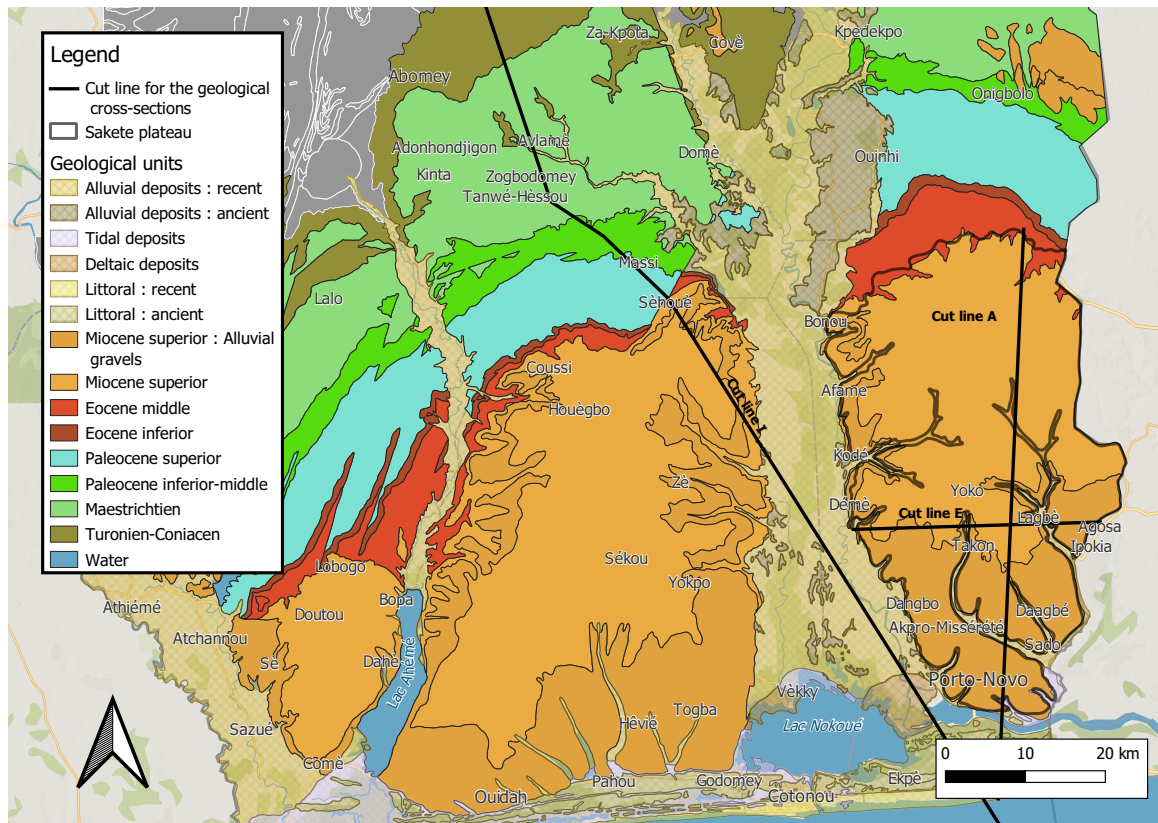 Legend
Cut line for the geological
cross-sections
Sakete plateau
Geological units
Alluvial deposits : recent
Alluvial deposits : ancient
Tidal deposits
Deltaic deposits
Littoral : recent
Littoral : ancient
Miocene superior : Alluvial
gravels
Miocene superior
Eocene middle
Eocene inferior
Paleocene superior
Paleocene inferior-middle
Maestrichtien
Turonien-Coniacen
Water
Za-Kpota
Covè
Kpedekpo
Abomey
Onigbolo
Avlamè
Adonhondjigon
Domè
Ouinhi
Kinta
Zogbodomey
Tanwé-Hèssou
Massi
Lalo
Sèhouè
Bonou
Cut line A
Coussi
Afame
Cut line I
Houègbo
Kodé
Zè
Yoko
Démè
Cut line E
Lagbè
Agosa
Takon
Ipokia
Sékou
Lobogo
Yokpo
Bopa
Athiémé
Doutou
Dangbo
Daagbé
Akpro-Missérété
Atchannou
Sado
Sè
Dahè
Lac Ahémé
Porto-Novo
Vèkky
Togba
Hêvié
Lac Nokoué
Sazué
Comè
0 10 20 km
Pahou
Godomey
Ekpè
Ouidah
Cotonou